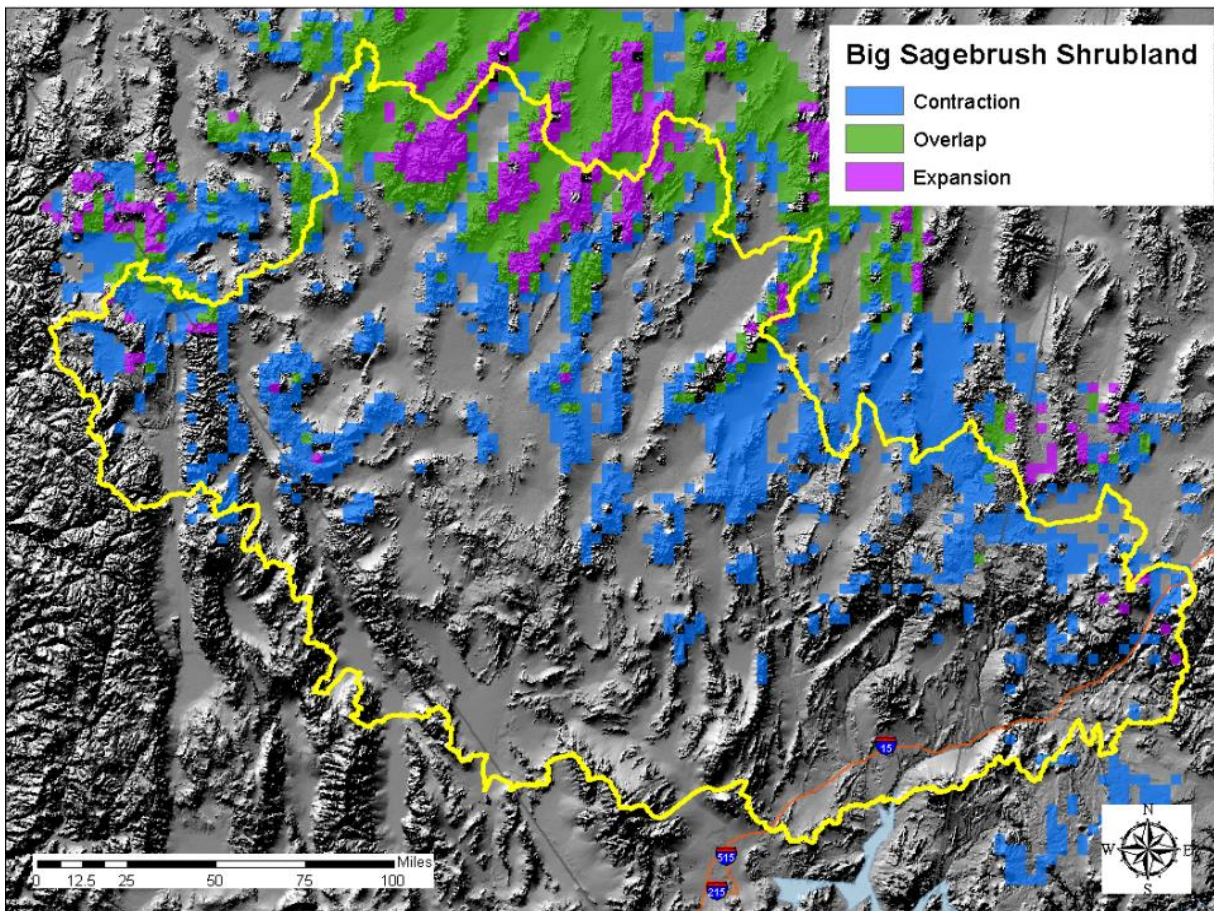 Big Sagebrush Shrubland
Contraction
Overlap
Expansion
15
515
215
Miles
0 12.5 25 50 75 100
N
W E
S